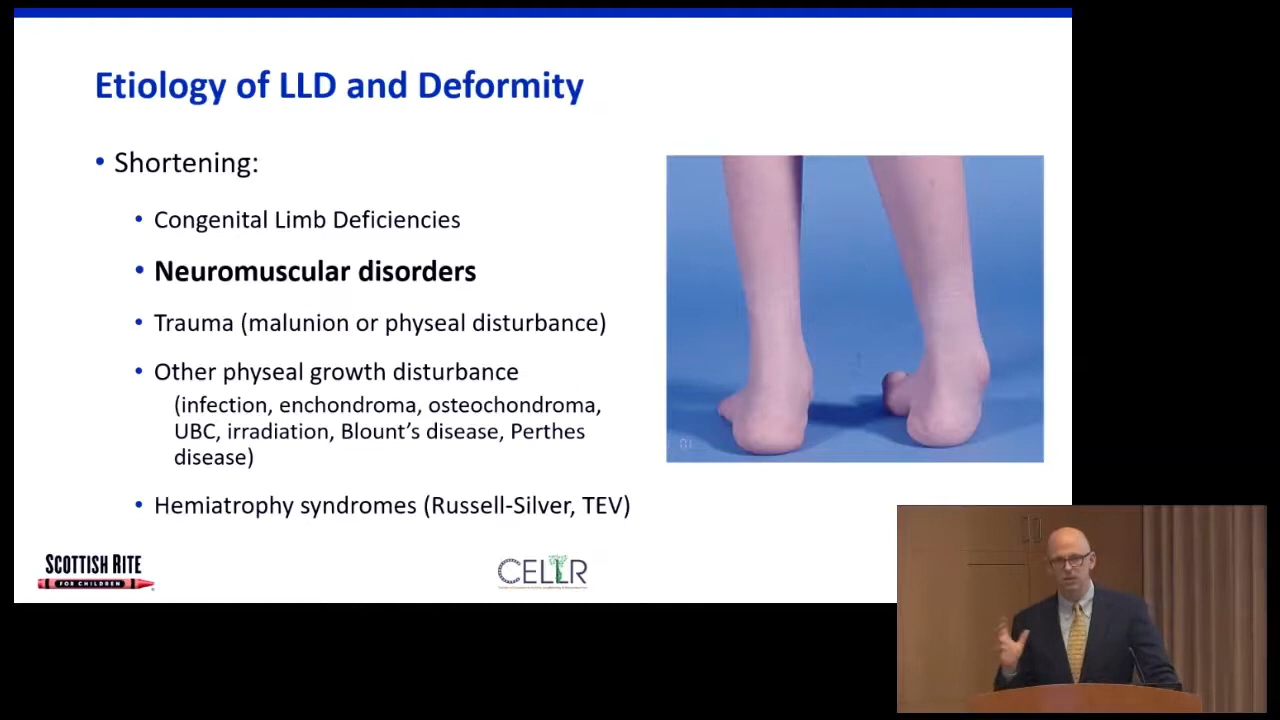 Etiology of LLD and Deformity
• Shortening:
• Congenital Limb Deficiencies
• Neuromuscular disorders
• Trauma (malunion or physeal disturbance)
• Other physeal growth disturbance
(infection, enchondroma, osteochondroma,
UBC, irradiation, Blount’s disease, Perthes
disease)
• Hemiatrophy syndromes (Russell-Silver, TEV)
SCOTTISH RITE
FOR CHILDREN
CELLR